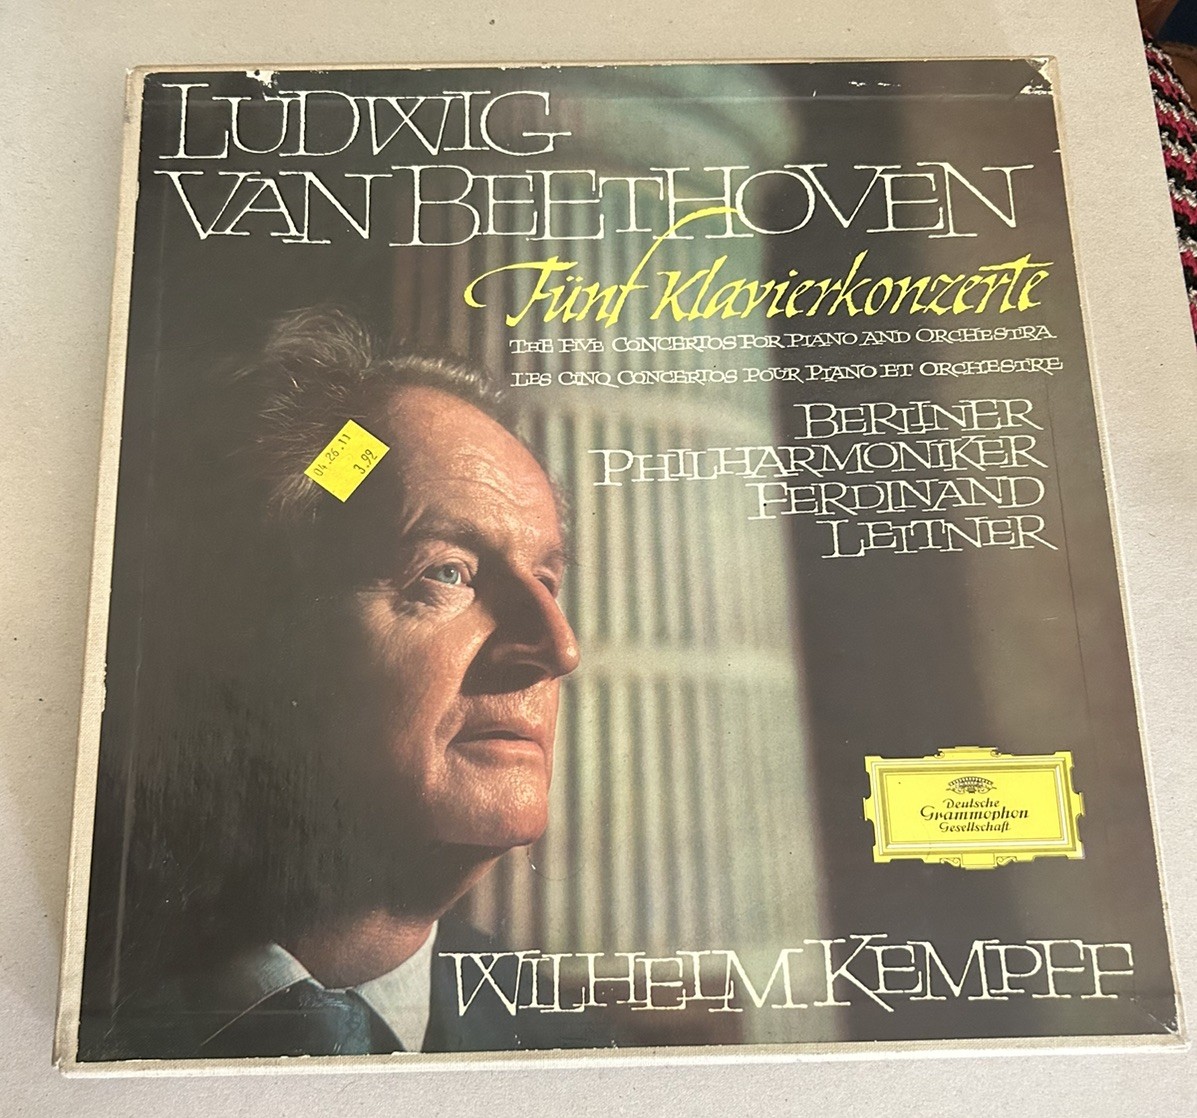 LUDWIG
VAN BEETHOVEN
Fünf Klavierkonzerte
THE FIVE CONCERTOS FOR PIANO AND ORCHESTRA
LES CINQ CONCERTOS POUR PIANO ET ORCHESTRE
BERLINER
PHILHARMONIKER
FERDINAND
LEITNER
04.26.11
3.99
Deutsche
Grammophon
Gesellschaft
WILHELM KEMPFF